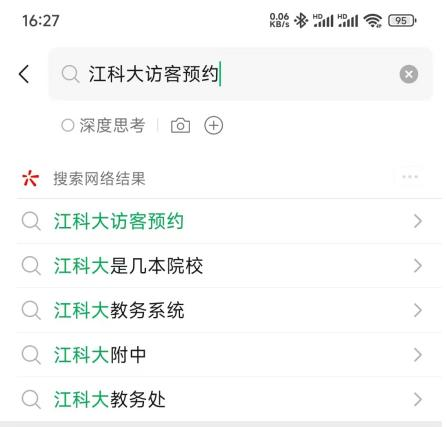 16:27
0.06 KB/s HD HD 95
江科大访客预约
深度思考
搜索网络结果
江科大访客预约
江科大是几本院校
江科大教务系统
江科大附中
江科大教务处